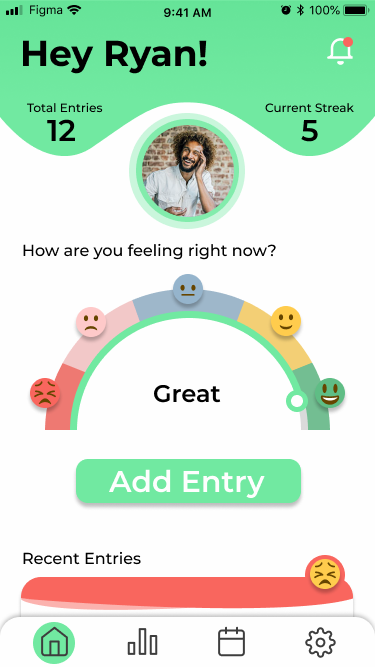 Figma 9:41 AM 100%
Hey Ryan!
Total Entries Current Streak
12 5
How are you feeling right now?
Great
Add Entry
Recent Entries